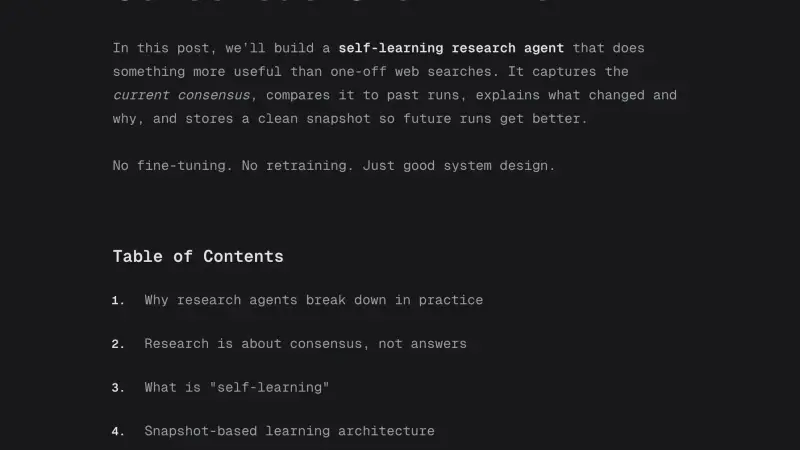 In this post, we'll build a self-learning research agent that does
something more useful than one-off web searches. It captures the
current consensus, compares it to past runs, explains what changed and
why, and stores a clean snapshot so future runs get better.
No fine-tuning. No retraining. Just good system design.
Table of Contents
1. Why research agents break down in practice
2. Research is about consensus, not answers
3. What is "self-learning"
4. Snapshot-based learning architecture